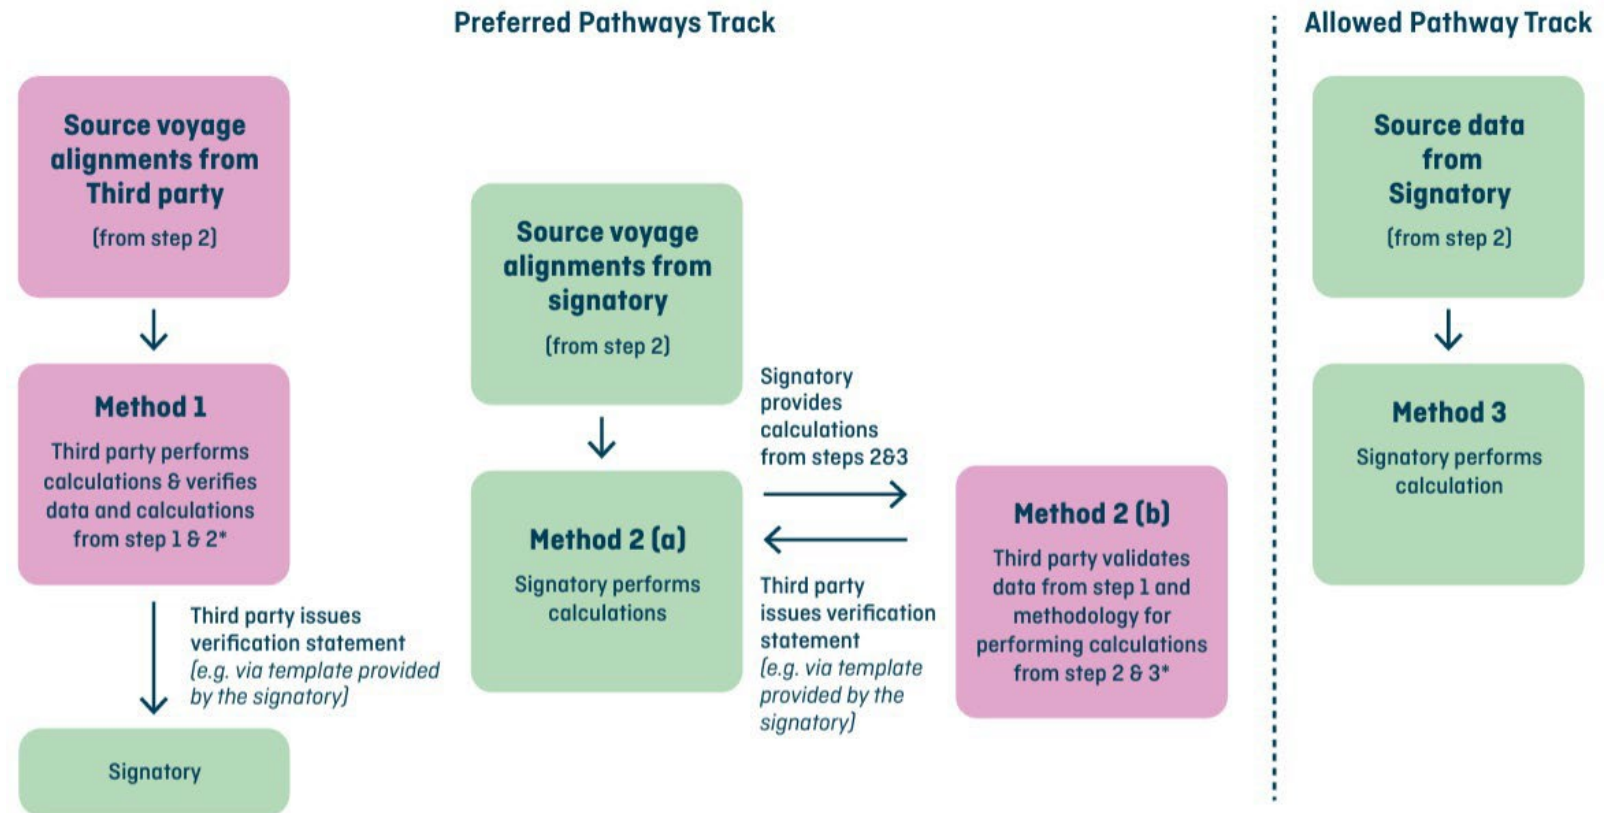 Preferred Pathways Track
Source voyage
alignments from
Third party
(from step 2)
Method 1
Third party performs
calculations & verifies
data and calculations
from step 1 & 2*
Third party issues
verification statement
(e.g. via template provided
by the signatory)
Signatory
Source voyage
alignments from
signatory
(from step 2)
Method 2 (a)
Signatory performs
calculations
Signatory
provides
calculations
from steps 2&3
Third party
issues verification
statement
(e.g. via template
provided by the
signatory)
Method 2 (b)
Third party validates
data from step 1 and
methodology for
performing calculations
from step 2 & 3*
Allowed Pathway Track
Source data
from
Signatory
(from step 2)
Method 3
Signatory performs
calculation